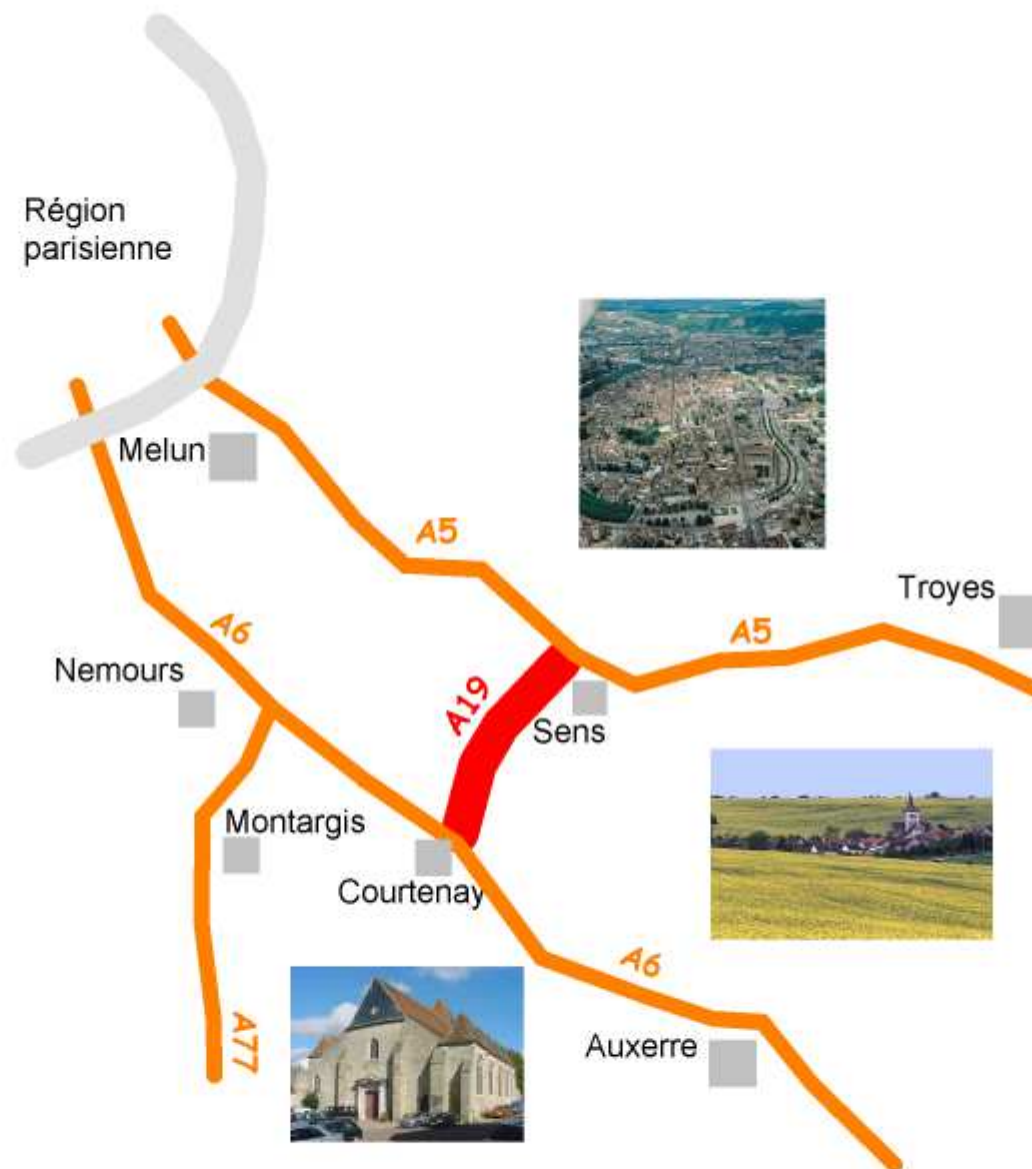 Région
parisienne
Melun
A5
Troyes
A5
A6
Nemours
A19
Sens
Montargis
Courtenay
A6
A77
Auxerre